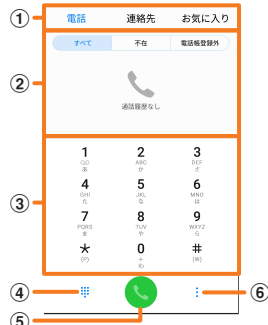 ① 電話 連絡先 お気に入り
すべて 不在 電話帳登録外
②
通話履歴なし
1 2 3
ABC DEF
あ か さ
③ 4 5 6
GHI JKL MNO
た な は
7 8 9
PQRS TUV WXYZ
ま や ら
* 0 #
(P) + (W)
わ
④ ⑥
⑤